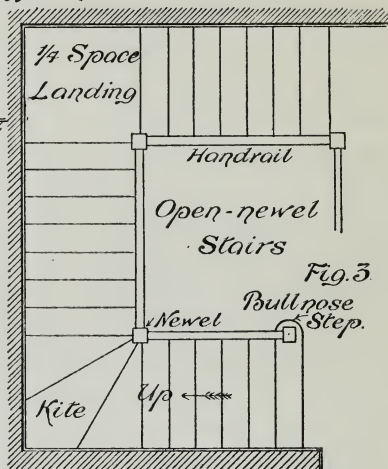 1/4 Space
Landing
Handrail
Open-newel
Stairs
Fig. 3
Bullnose
Step.
Newel
Up
Kite